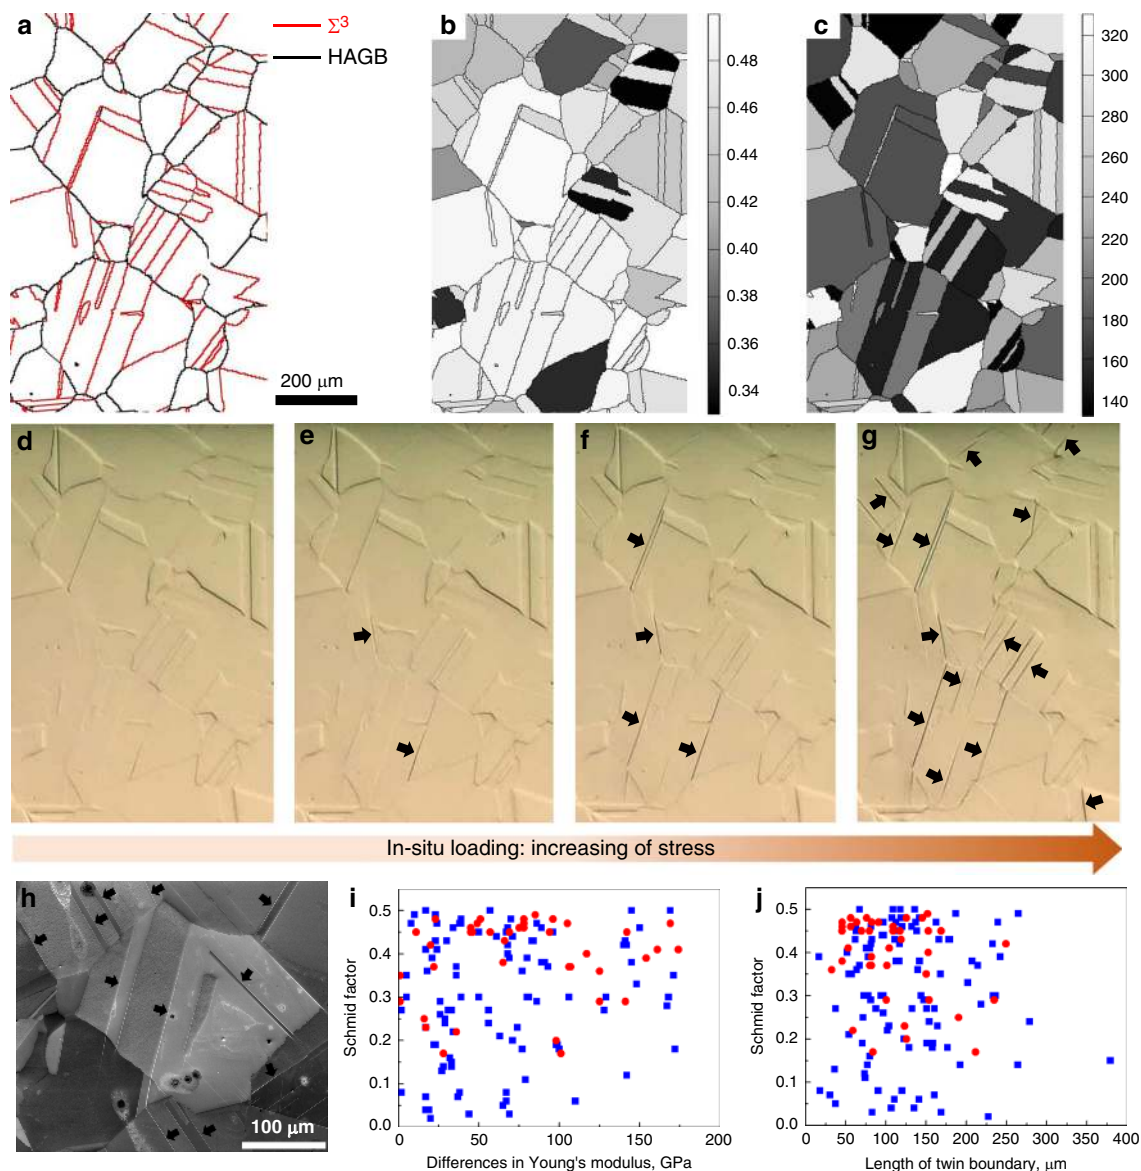 a
Σ3
HAGB
200 μm
b
0.48
0.46
0.44
0.42
0.40
0.38
0.36
0.34
c
320
300
280
260
240
220
200
180
160
140
d
e
f
g
In-situ loading: increasing of stress
h
100 μm
i
Schmid factor
0.5
0.4
0.3
0.2
0.1
0.0
0
50
100
150
200
Differences in Young's modulus, GPa
j
Schmid factor
0.5
0.4
0.3
0.2
0.1
0.0
0
50
100
150
200
250
300
350
400
Length of twin boundary, μm